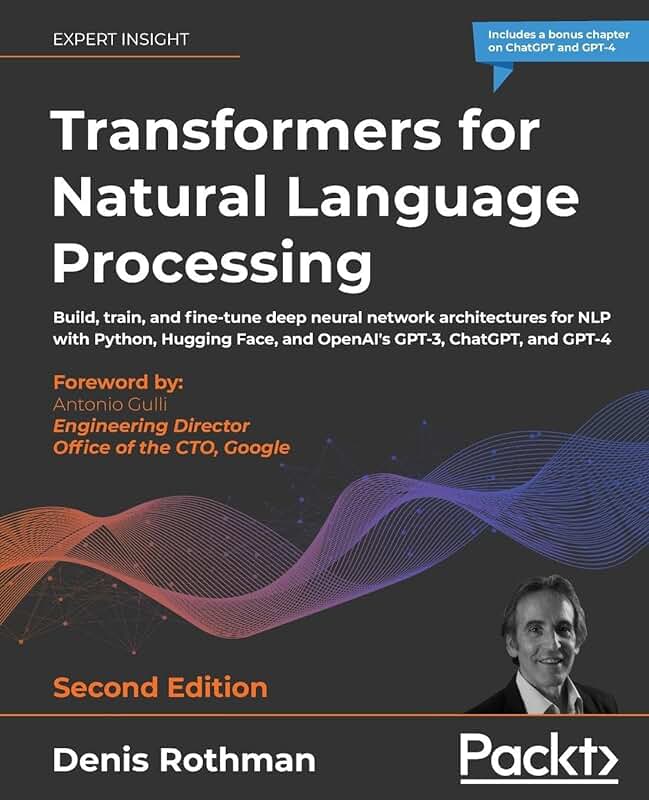 EXPERT INSIGHT
Includes a bonus chapter
on ChatGPT and GPT-4
Transformers for
Natural Language
Processing
Build, train, and fine-tune deep neural network architectures for NLP
with Python, Hugging Face, and OpenAI's GPT-3, ChatGPT, and GPT-4
Foreword by:
Antonio Gulli
Engineering Director
Office of the CTO, Google
Second Edition
Denis Rothman
Packt>